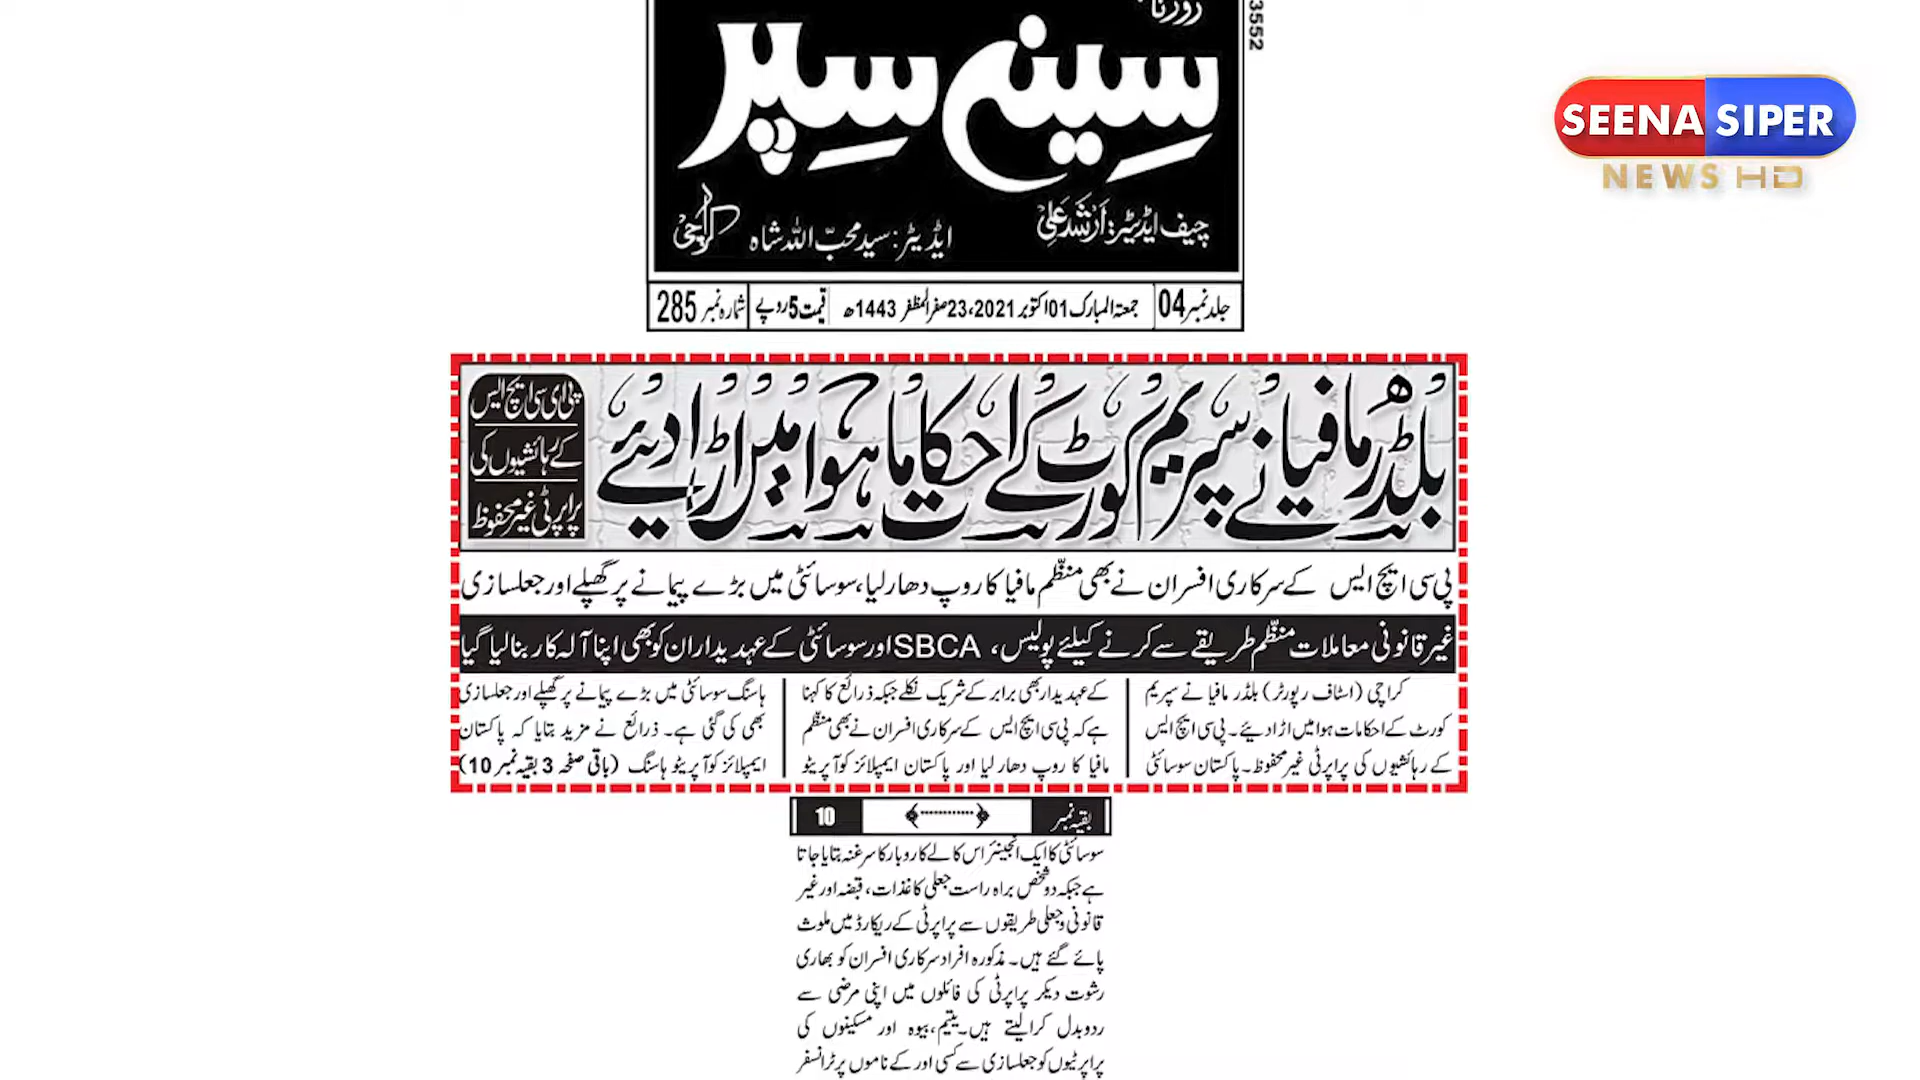 3552
سینہ سپر
چیف ایڈیٹر: ارشد علی
ایڈیٹر: سید محبّ اللہ شاہ
کراچی
جلد نمبر 04
جمعۃ المبارک 01 اکتوبر 2021، 23 صفر المظفر 1443ھ
قیمت 5 روپے
شمارہ نمبر 285
SEENA SIPER
NEWS HD
بلڈر مافیا نے سپریم کورٹ کے احکامات ہوا میں اڑا دیئے
پی ای سی ایچ ایس
کے رہائشیوں کی
پراپرٹی غیر محفوظ
پی سی ایچ ایس کے سرکاری افسران نے بھی منظّم مافیا کا روپ دھار لیا، سوسائٹی میں بڑے پیمانے پر گھپلے اور جعلسازی
غیر قانونی معاملات منظّم طریقے سے کرنے کیلئے پولیس، SBCA اور سوسائٹی کے عہدیداران کو بھی اپنا آلہ کار بنا لیا گیا
کراچی (اسٹاف رپورٹر) بلڈر مافیا نے سپریم
کورٹ کے احکامات ہوا میں اڑا دیئے۔ پی سی ایچ ایس
کے رہائشیوں کی پراپرٹی غیر محفوظ۔ پاکستان سوسائٹی
کے عہدیدار بھی برابر کے شریک نکلے جبکہ ذرائع کا کہنا
ہے کہ پی سی ایچ ایس کے سرکاری افسران نے بھی منظّم
مافیا کا روپ دھار لیا اور پاکستان ایمپلائز کوآپریٹو
ہاسنگ سوسائٹی میں بڑے پیمانے پر گھپلے اور جعلسازی
بھی کی گئی ہے۔ ذرائع نے مزید بتایا کہ پاکستان
ایمپلائز کوآپریٹو ہاسنگ (باقی صفحہ 3 بقیہ نمبر 10)
بقیہ نمبر 10
سوسائٹی کا ایک انجینئر اس کالے کاروبار کا سرغنہ بتایا جاتا
ہے جبکہ دو شخص براہ راست جعلی کاغذات، قبضہ اور غیر
قانونی و جعلی طریقوں سے پراپرٹی کے ریکارڈ میں ملوث
پائے گئے ہیں۔ مذکورہ افراد سرکاری افسران کو بھاری
رشوت دیکر پراپرٹی کی فائلوں میں اپنی مرضی سے
ردوبدل کرا لیتے ہیں۔ یتیم، بیوہ اور مسکینوں کی
پراپرٹیوں کو جعلسازی سے کسی اور کے ناموں پر ٹرانسفر